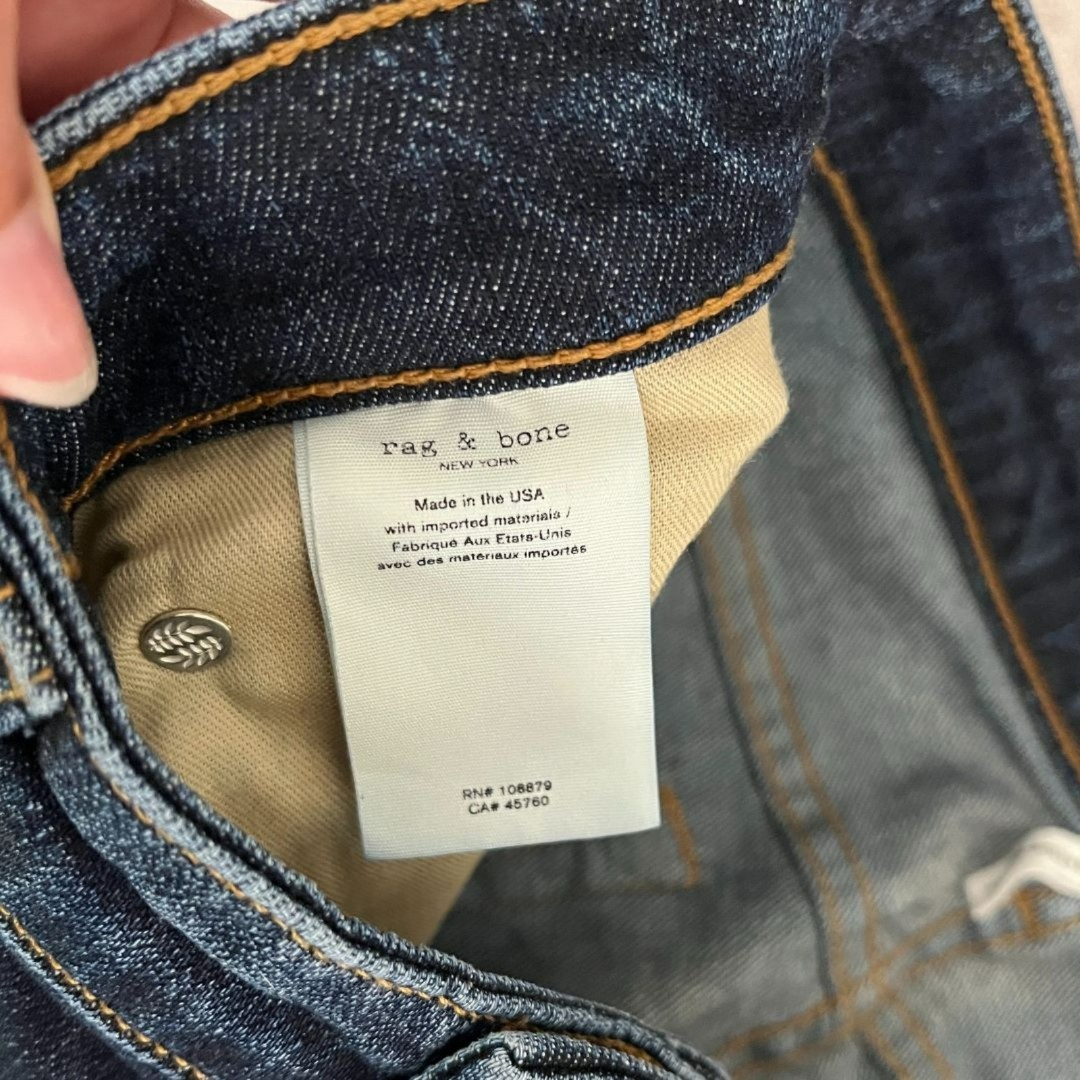 rag & bone
NEW YORK
Made in the USA
with imported materials /
Fabriqué Aux Etats-Unis
avec des matériaux importés
RN# 108879
CA# 45760